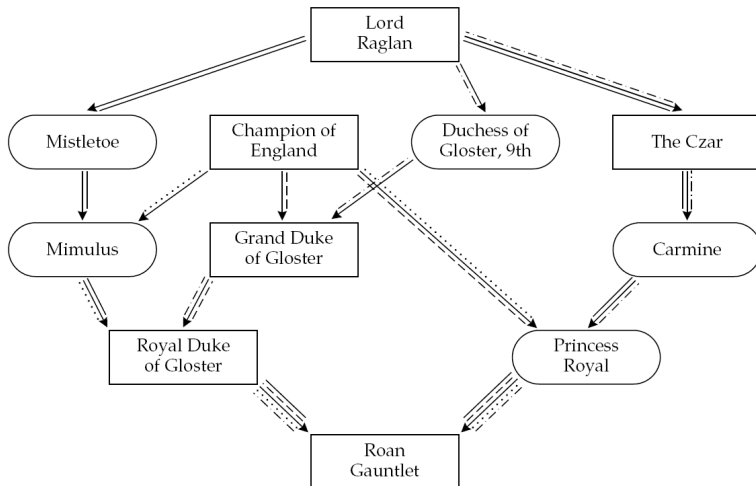 Lord
Raglan
Mistletoe
Champion of
England
Duchess of
Gloster, 9th
The Czar
Mimulus
Grand Duke
of Gloster
Carmine
Royal Duke
of Gloster
Princess
Royal
Roan
Gauntlet